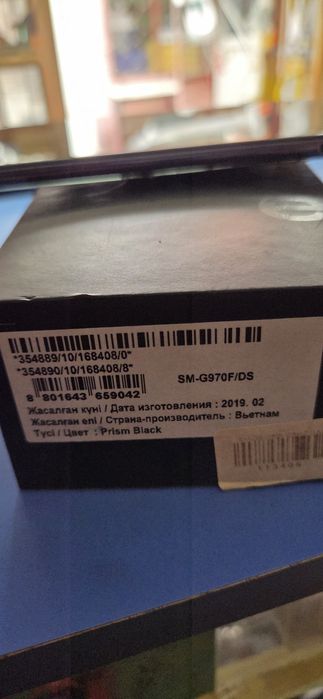 "354889/10/168408/0"
"354890/10/168408/8"
SM-G970F/DS
8 801643 659042
Жасалған күні / Дата изготовления : 2019. 02
Жасалған елі / Страна-производитель : Вьетнам
Түсі / Цвет : Prism Black